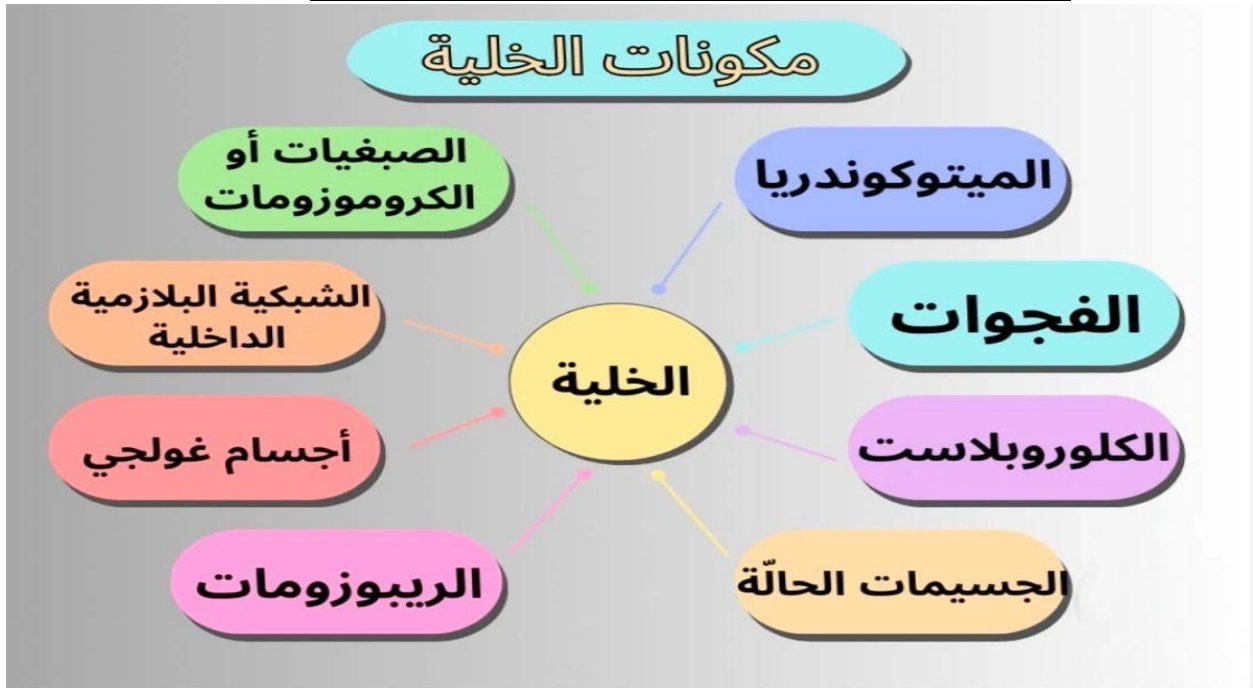 مكونات الخلية
الميتوكوندريا
الصبغيات أو
الكروموزومات
الفجوات
الشبكية البلازمية
الداخلية
الخلية
الكلوروبلاست
أجسام غولجي
الجسيمات الحالّة
الريبوزومات